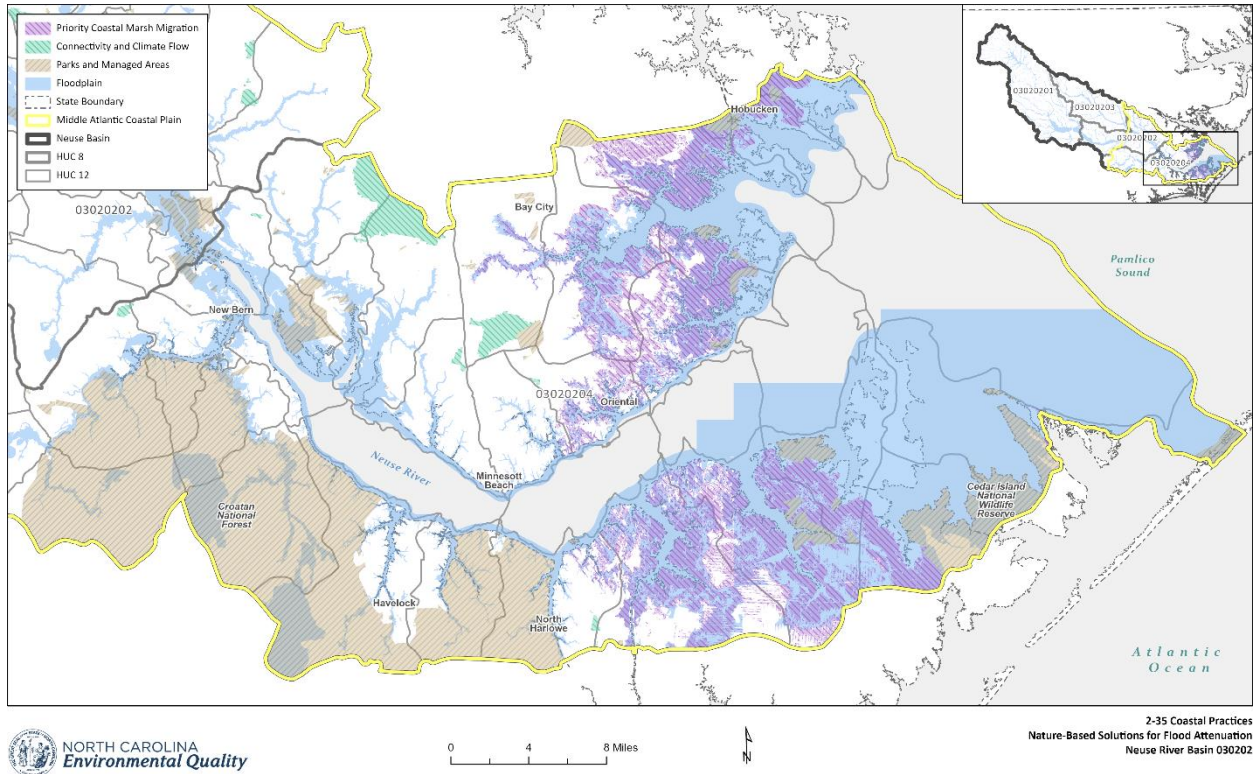 Priority Coastal Marsh Migration
Connectivity and Climate Flow
Parks and Managed Areas
Floodplain
State Boundary
Middle Atlantic Coastal Plain
Neuse Basin
HUC 8
HUC 12
03020201
03020203
03020202
03020204
Hobucken
03020202
Bay City
Pamlico
Sound
New Bern
03020204
Oriental
Neuse River
Minnesott
Beach
Croatan
National
Forest
Cedar Island
National
Wildlife
Reserve
Havelock
North
Harlowe
Atlantic
Ocean
NORTH CAROLINA
Environmental Quality
0 4 8 Miles
N
2-35 Coastal Practices
Nature-Based Solutions for Flood Attenuation
Neuse River Basin 030202